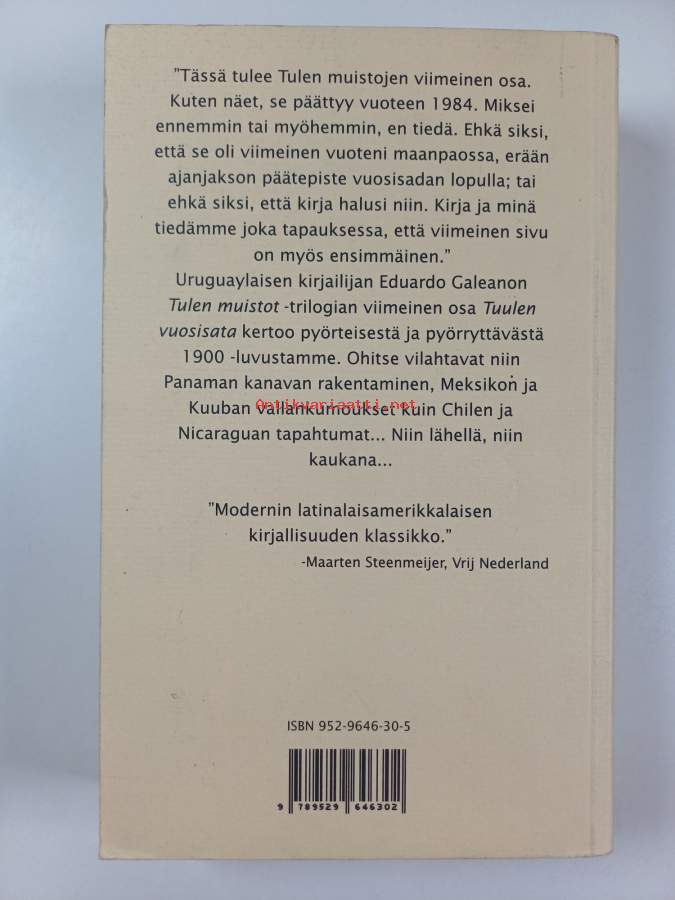 "Tässä tulee Tulen muistojen viimeinen osa.
Kuten näet, se päättyy vuoteen 1984. Miksei
ennemmin tai myöhemmin, en tiedä. Ehkä siksi,
että se oli viimeinen vuoteni maanpaossa, erään
ajanjakson päätepiste vuosisadan lopulla; tai
ehkä siksi, että kirja halusi niin. Kirja ja minä
tiedämme joka tapauksessa, että viimeinen sivu
on myös ensimmäinen."
Uruguaylaisen kirjailijan Eduardo Galeanon
Tulen muistot -trilogian viimeinen osa Tuulen
vuosisata kertoo pyörteisestä ja pyörryttävästä
1900 -luvustamme. Ohitse vilahtavat niin
Panaman kanavan rakentaminen, Meksikon ja
Kuuban vallankumoukset kuin Chilen ja
Antikvariaatti.net
Nicaraguan tapahtumat... Niin lähellä, niin
kaukana...
"Modernin latinalaisamerikkalaisen
kirjallisuuden klassikko."
-Maarten Steenmeijer, Vrij Nederland
ISBN 952-9646-30-5
9 789529 646302